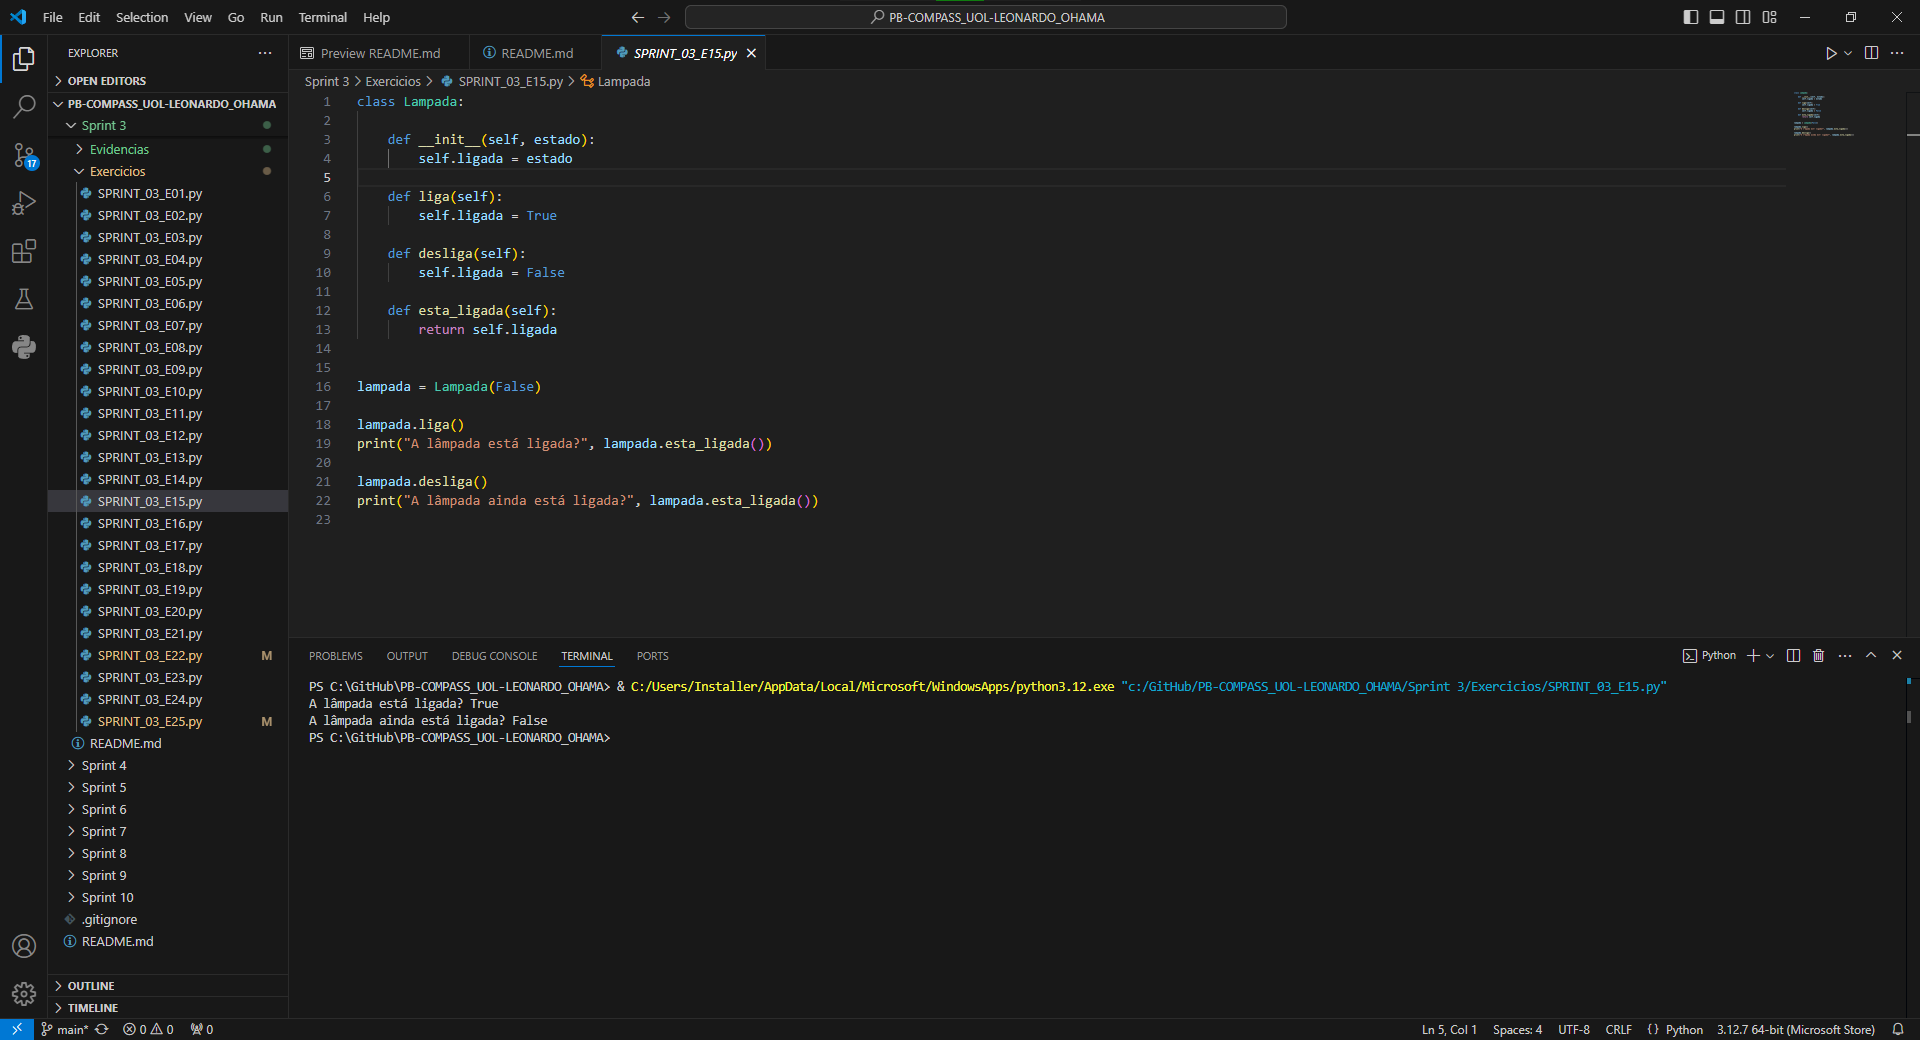 File Edit Selection View Go Run Terminal Help
PB-COMPASS_UOL-LEONARDO_OHAMA
EXPLORER
OPEN EDITORS
PB-COMPASS_UOL-LEONARDO_OHAMA
Sprint 3
Evidencias
Exercicios
SPRINT_03_E01.py
SPRINT_03_E02.py
SPRINT_03_E03.py
SPRINT_03_E04.py
SPRINT_03_E05.py
SPRINT_03_E06.py
SPRINT_03_E07.py
SPRINT_03_E08.py
SPRINT_03_E09.py
SPRINT_03_E10.py
SPRINT_03_E11.py
SPRINT_03_E12.py
SPRINT_03_E13.py
SPRINT_03_E14.py
SPRINT_03_E15.py
SPRINT_03_E16.py
SPRINT_03_E17.py
SPRINT_03_E18.py
SPRINT_03_E19.py
SPRINT_03_E20.py
SPRINT_03_E21.py
SPRINT_03_E22.py M
SPRINT_03_E23.py
SPRINT_03_E24.py
SPRINT_03_E25.py M
README.md
Sprint 4
Sprint 5
Sprint 6
Sprint 7
Sprint 8
Sprint 9
Sprint 10
.gitignore
README.md
OUTLINE
TIMELINE
17
Preview README.md README.md SPRINT_03_E15.py
Sprint 3 > Exercicios > SPRINT_03_E15.py > Lampada
1 class Lampada:
2
3 def __init__(self, estado):
4 self.ligada = estado
5
6 def liga(self):
7 self.ligada = True
8
9 def desliga(self):
10 self.ligada = False
11
12 def esta_ligada(self):
13 return self.ligada
14
15
16 lampada = Lampada(False)
17
18 lampada.liga()
19 print("A lâmpada está ligada?", lampada.esta_ligada())
20
21 lampada.desliga()
22 print("A lâmpada ainda está ligada?", lampada.esta_ligada())
23
PROBLEMS OUTPUT DEBUG CONSOLE TERMINAL PORTS
Python
PS C:\GitHub\PB-COMPASS_UOL-LEONARDO_OHAMA> & C:/Users/Installer/AppData/Local/Microsoft/WindowsApps/python3.12.exe "c:/GitHub/PB-COMPASS_UOL-LEONARDO_OHAMA/Sprint 3/Exercicios/SPRINT_03_E15.py"
A lâmpada está ligada? True
A lâmpada ainda está ligada? False
PS C:\GitHub\PB-COMPASS_UOL-LEONARDO_OHAMA>
main* 0 0 0
Ln 5, Col 1 Spaces: 4 UTF-8 CRLF {} Python 3.12.7 64-bit (Microsoft Store)